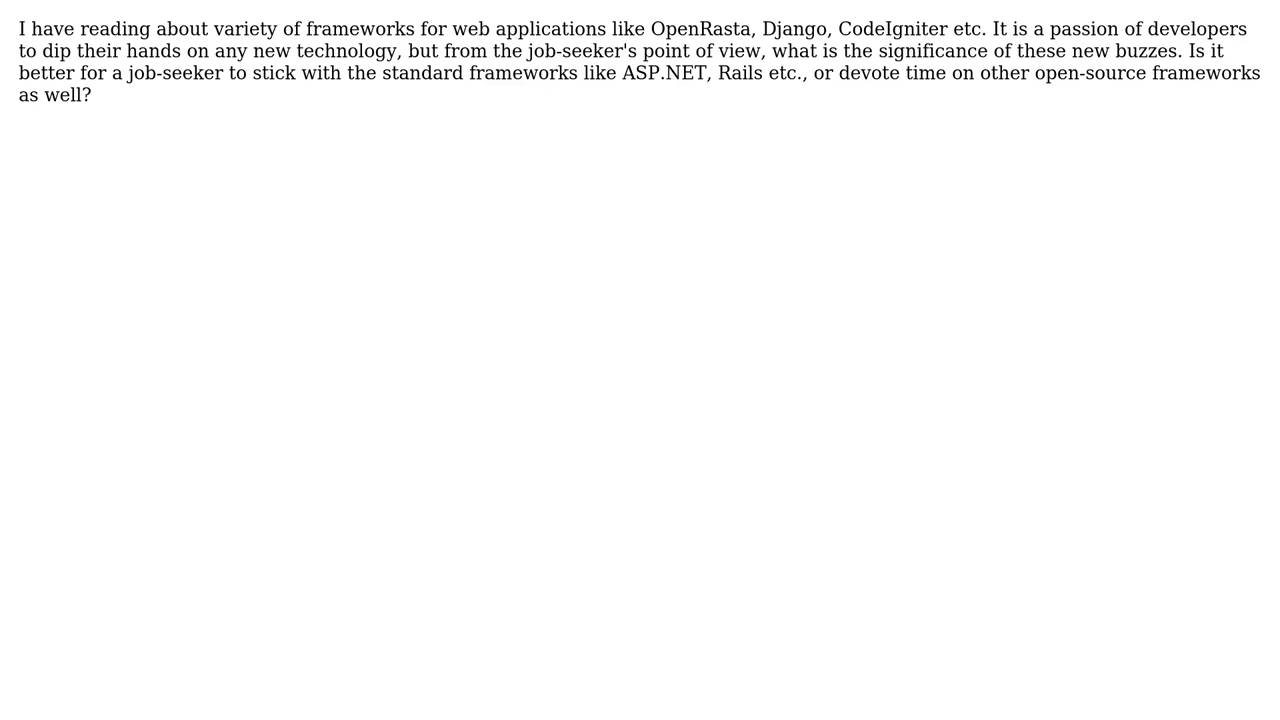 I have reading about variety of frameworks for web applications like OpenRasta, Django, CodeIgniter etc. It is a passion of developers
to dip their hands on any new technology, but from the job-seeker's point of view, what is the significance of these new buzzes. Is it
better for a job-seeker to stick with the standard frameworks like ASP.NET, Rails etc., or devote time on other open-source frameworks
as well?